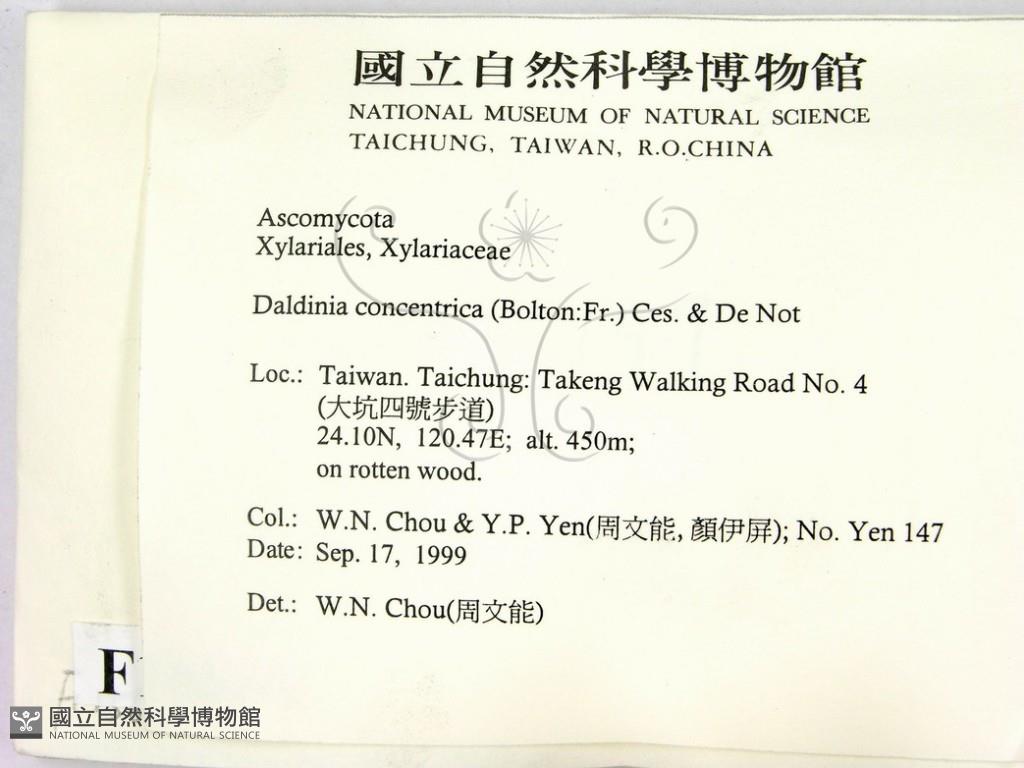 國立自然科學博物館
NATIONAL MUSEUM OF NATURAL SCIENCE
TAICHUNG, TAIWAN, R.O.CHINA
Ascomycota
Xylariales, Xylariaceae
Daldinia concentrica (Bolton:Fr.) Ces. & De Not
Loc.: Taiwan. Taichung: Takeng Walking Road No. 4
(大坑四號步道)
24.10N, 120.47E; alt. 450m;
on rotten wood.
Col.: W.N. Chou & Y.P. Yen(周文能, 顏伊屏); No. Yen 147
Date: Sep. 17, 1999
Det.: W.N. Chou(周文能)
F
國立自然科學博物館
NATIONAL MUSEUM OF NATURAL SCIENCE